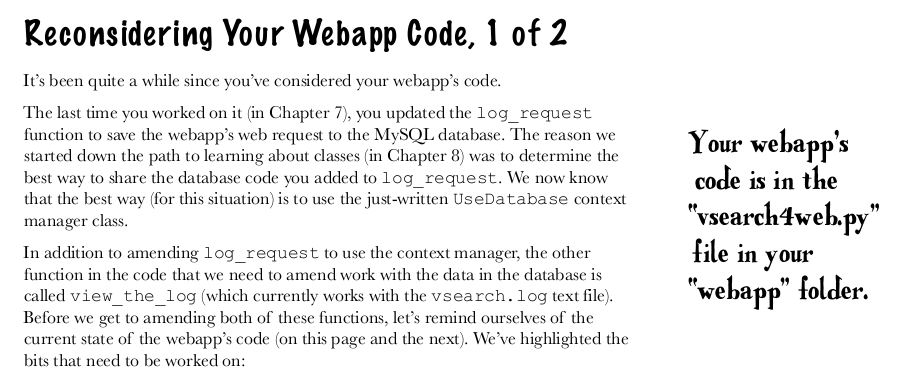 Reconsidering Your Webapp Code, 1 of 2
It's been quite a while since you've considered your webapp's code.
The last time you worked on it (in Chapter 7), you updated the log_request
function to save the webapp's web request to the MySQL database. The reason we
started down the path to learning about classes (in Chapter 8) was to determine the
best way to share the database code you added to log_request. We now know
that the best way (for this situation) is to use the just-written UseDatabase context
manager class.
In addition to amending log_request to use the context manager, the other
function in the code that we need to amend work with the data in the database is
called view_the_log (which currently works with the vsearch.log text file).
Before we get to amending both of these functions, let's remind ourselves of the
current state of the webapp's code (on this page and the next). We've highlighted the
bits that need to be worked on:
Your webapp's
code is in the
"vsearch4web.py"
file in your
"webapp" folder.